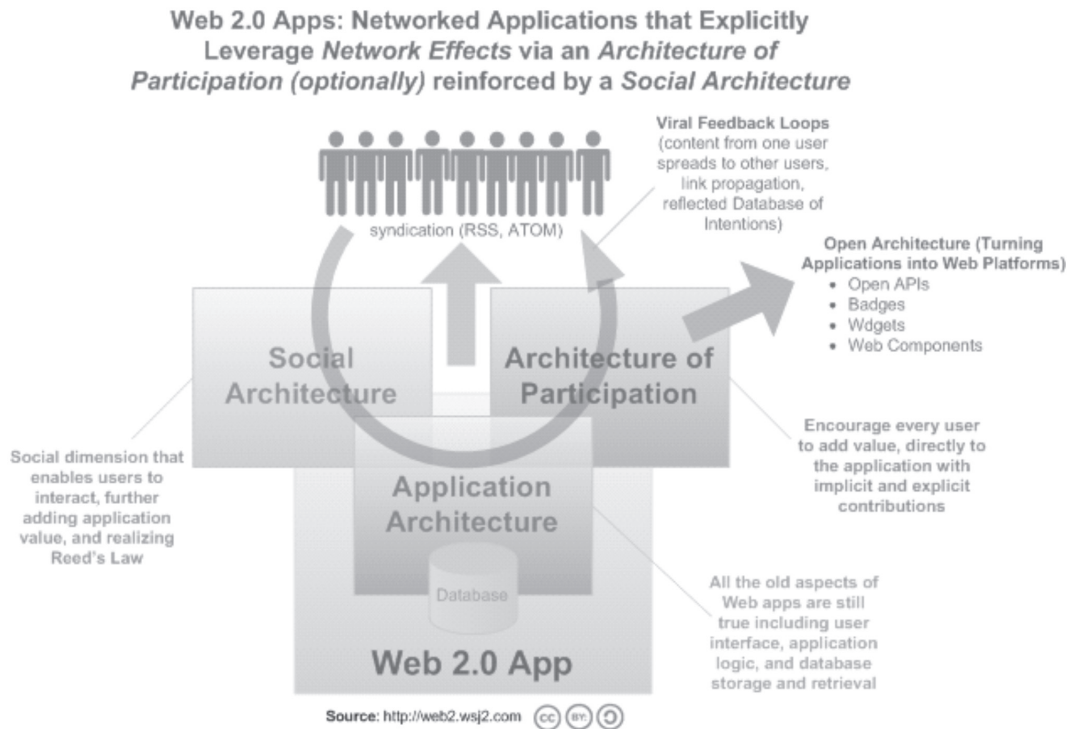 Web 2.0 Apps: Networked Applications that Explicitly
Leverage Network Effects via an Architecture of
Participation (optionally) reinforced by a Social Architecture
Viral Feedback Loops
(content from one user
spreads to other users,
link propagation,
reflected Database of
Intentions)
syndication (RSS, ATOM)
Open Architecture (Turning
Applications into Web Platforms)
• Open APIs
• Badges
• Wdgets
• Web Components
Social
Architecture
Architecture of
Participation
Encourage every user
to add value, directly to
the application with
implicit and explicit
contributions
Social dimension that
enables users to
interact, further
adding application
value, and realizing
Reed's Law
Application
Architecture
Database
All the old aspects of
Web apps are still
true including user
interface, application
logic, and database
storage and retrieval
Web 2.0 App
Source: http://web2.wsj2.com cc BY: